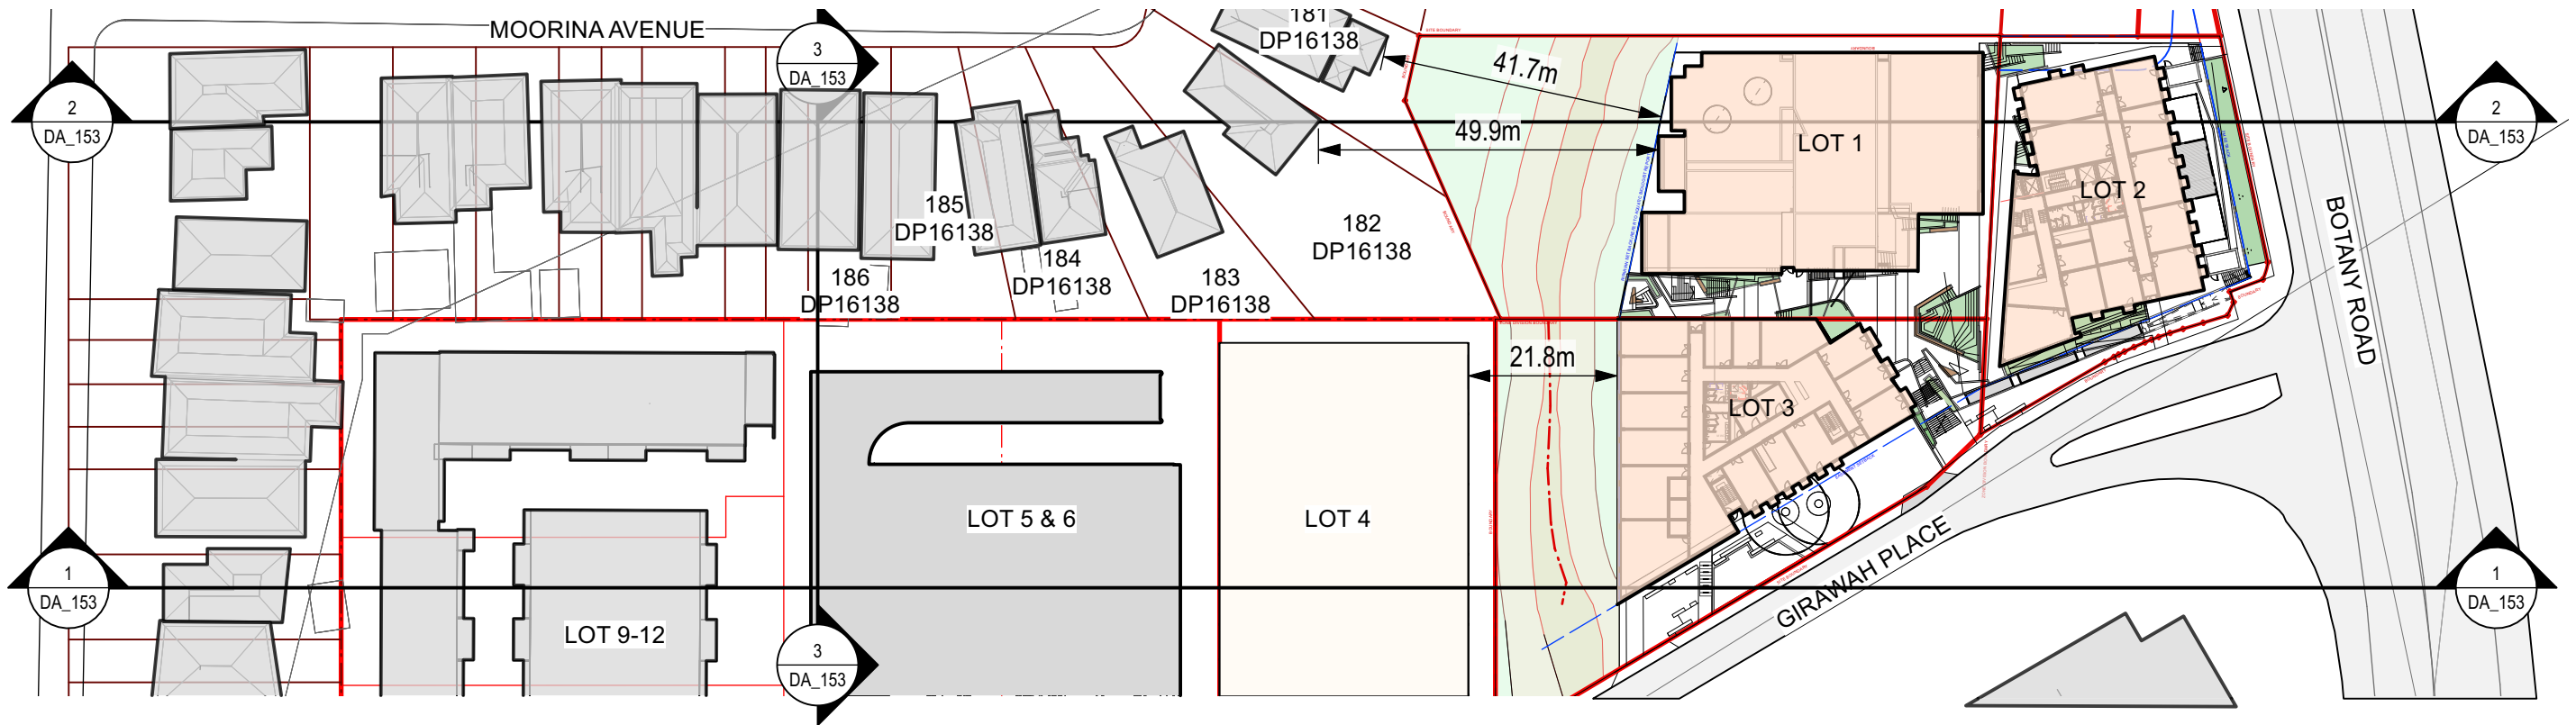 MOORINA AVENUE
3
DA_153
181
DP16138
SITE BOUNDARY
41.7m
49.9m
2
DA_153
2
DA_153
LOT 1
LOT 2
185
DP16138
184
DP16138
182
DP16138
186
DP16138
183
DP16138
BOTANY ROAD
21.8m
LOT 3
LOT 5 & 6
LOT 4
GIRAWAH PLACE
1
DA_153
1
DA_153
LOT 9-12
3
DA_153